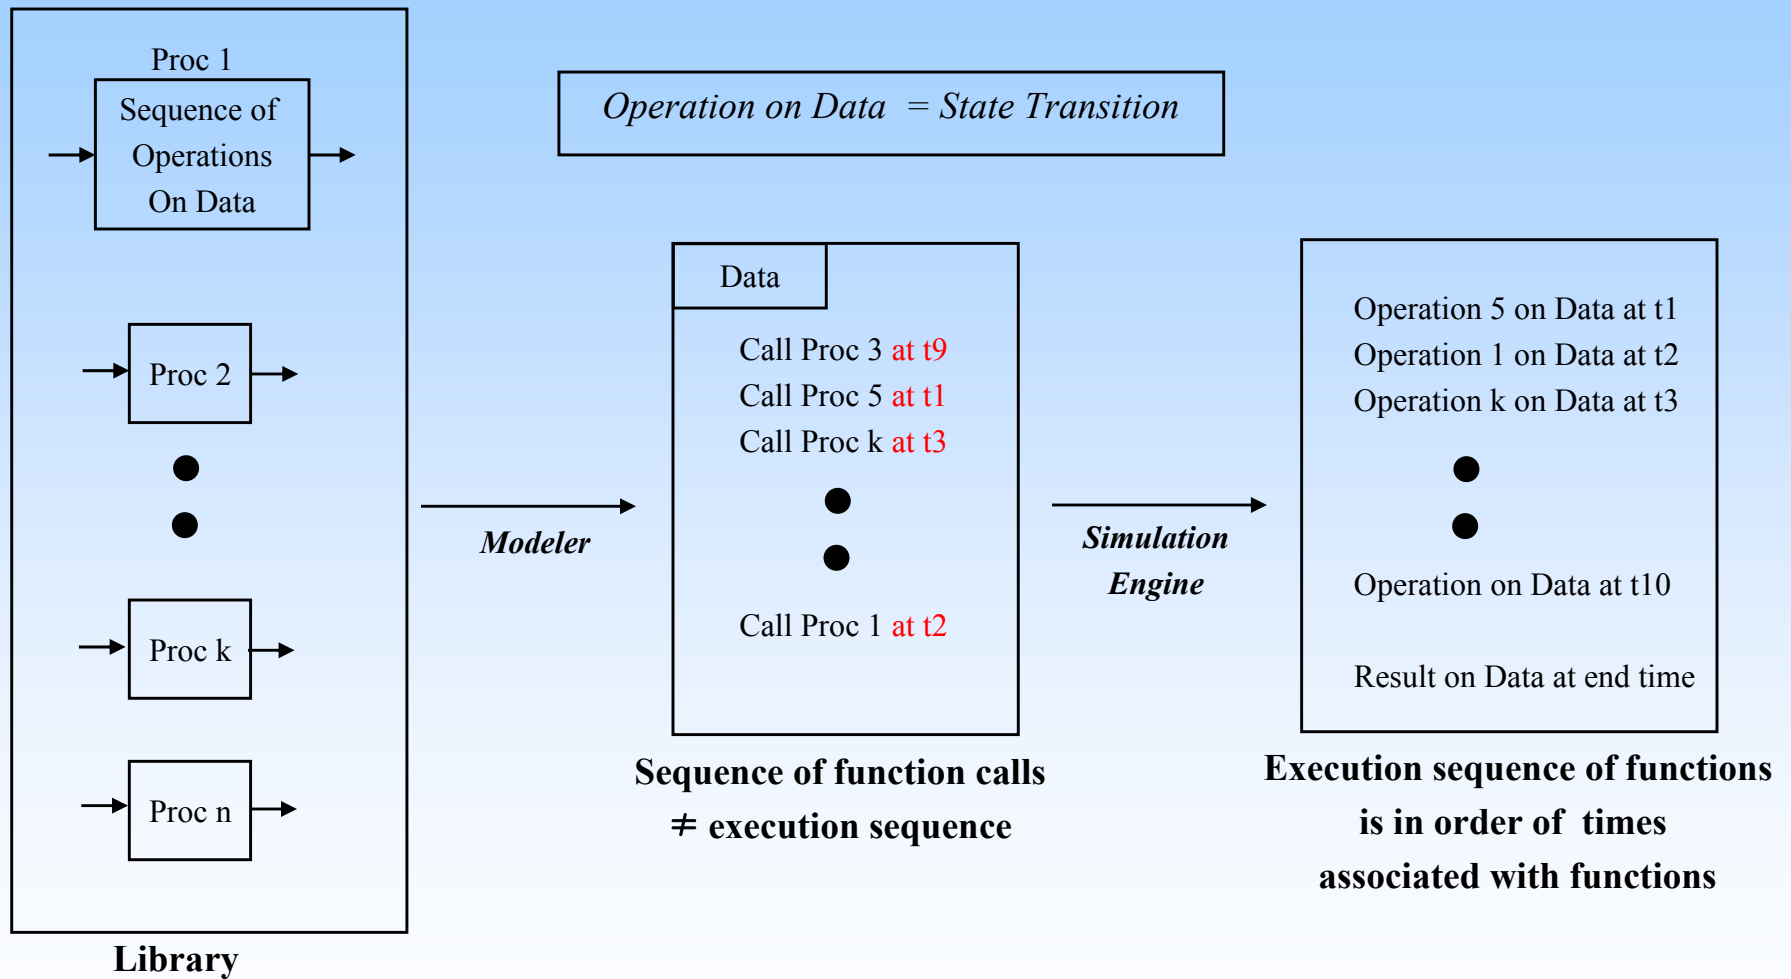 Proc 1
Sequence of
Operations
On Data
Proc 2
Proc k
Proc n
Library
Operation on Data = State Transition
Modeler
Data
Call Proc 3 at t9
Call Proc 5 at t1
Call Proc k at t3
Call Proc 1 at t2
Sequence of function calls
≠ execution sequence
Simulation
Engine
Operation 5 on Data at t1
Operation 1 on Data at t2
Operation k on Data at t3
Operation on Data at t10
Result on Data at end time
Execution sequence of functions
is in order of times
associated with functions